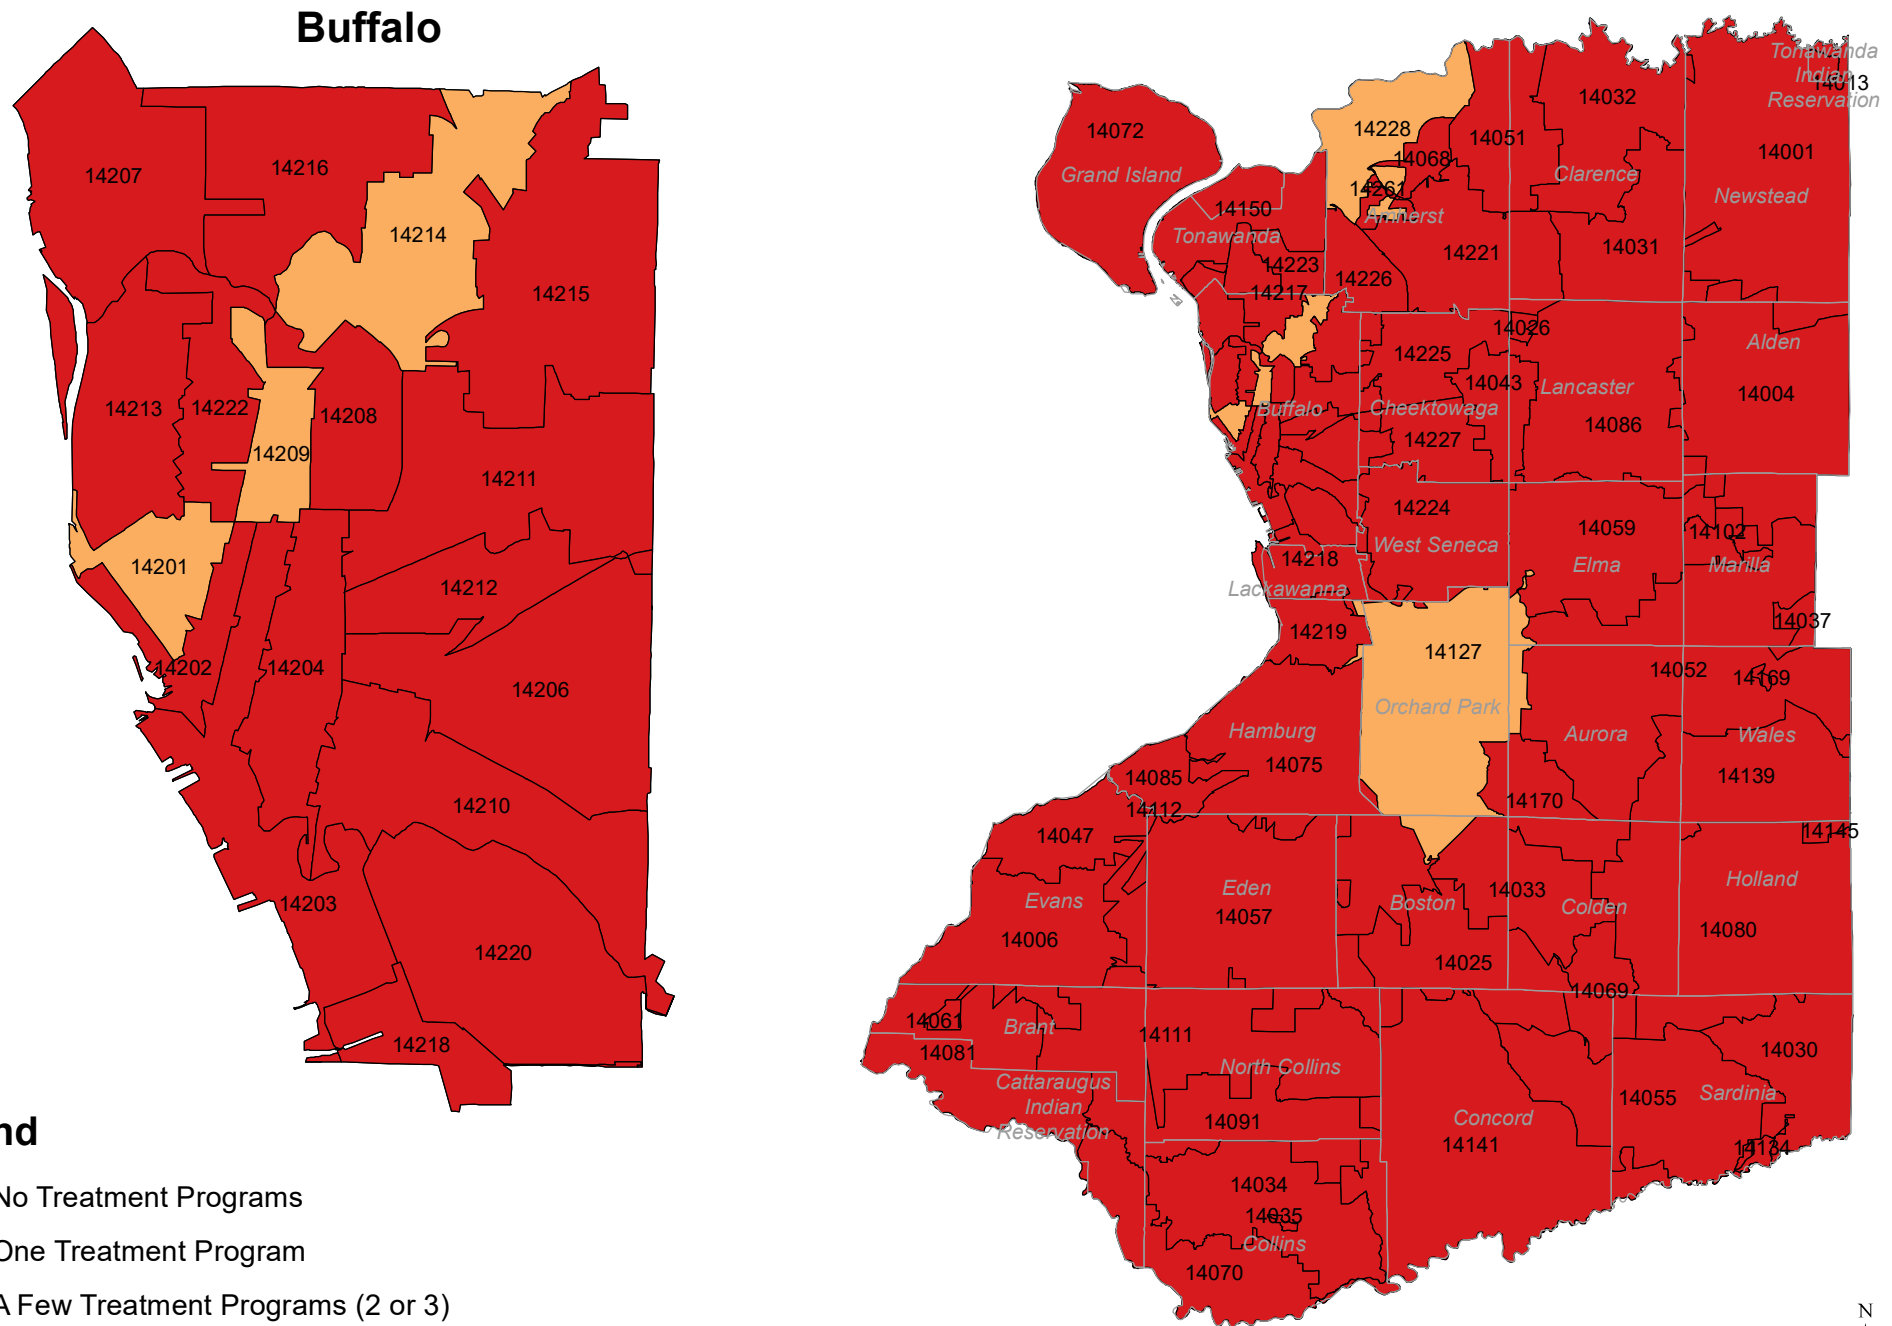 Buffalo
14207
14216
14214
14215
14213
14222
14208
14209
14211
14201
14212
14202
14204
14206
14210
14203
14220
14218
nd
No Treatment Programs
One Treatment Program
A Few Treatment Programs (2 or 3)
Tonawanda
Indian
Reservation
14013
14072
Grand Island
14228
14068
14051
14032
14001
Clarence
Newstead
14261
Amherst
14150
Tonawanda
14223
14226
14221
14031
14217
14026
14225
Alden
14043
Lancaster
14004
Buffalo
Cheektowaga
14086
14227
14224
14059
14102
West Seneca
14218
Elma
Marilla
Lackawanna
14219
14037
14127
14052
14169
Orchard Park
Hamburg
Aurora
Wales
14075
14085
14139
14170
14112
14047
14145
Eden
14033
Holland
Evans
14057
Boston
Colden
14006
14080
14025
14069
14061
Brant
14111
14030
14081
North Collins
Cattaraugus
Indian
Reservation
14055
Sardinia
14091
Concord
14141
14134
14034
14035
Collins
14070
N